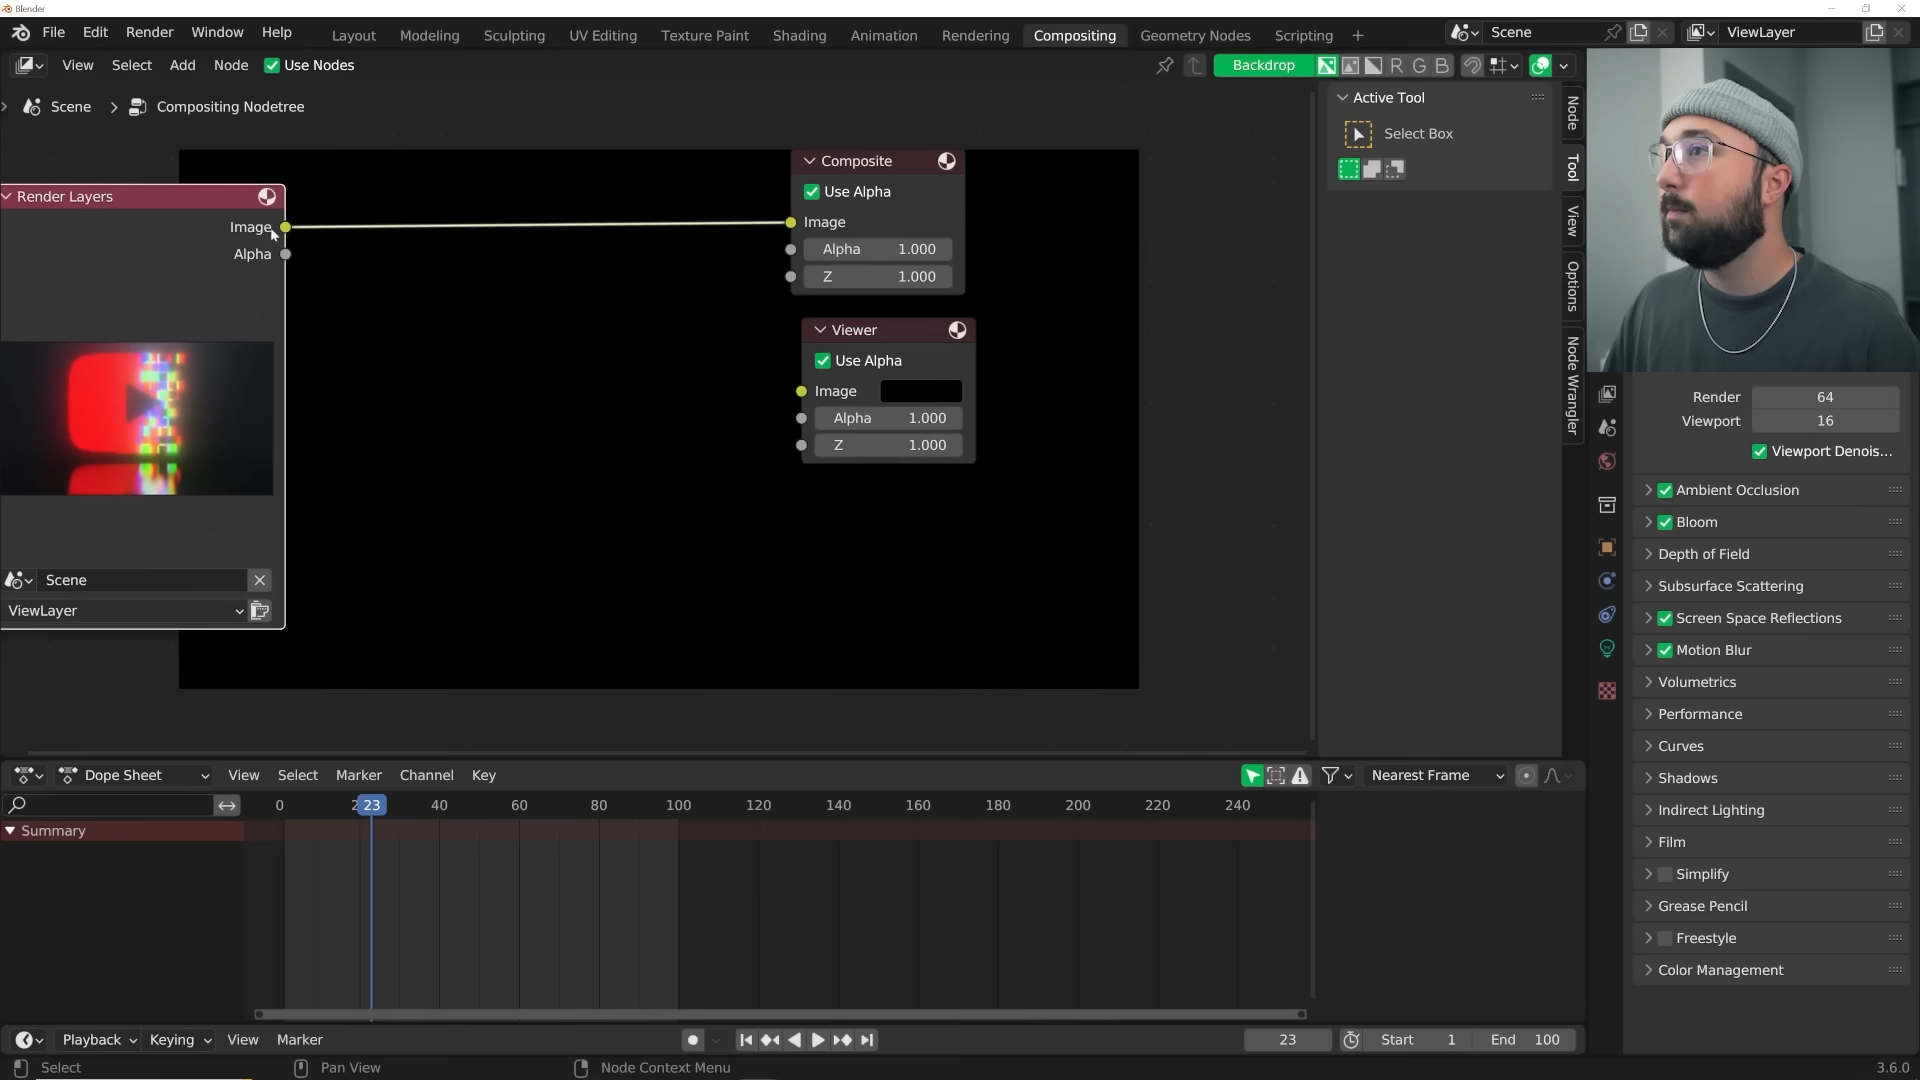 Blender
File Edit Render Window Help
Layout Modeling Sculpting UV Editing Texture Paint Shading Animation Rendering Compositing Geometry Nodes Scripting +
Scene
ViewLayer
View Select Add Node Use Nodes
Backdrop
R G B
Scene > Compositing Nodetree
Active Tool
Select Box
Node
Tool
View
Options
Node Wrangler
Render Layers
Image
Alpha
Scene
ViewLayer
Composite
Use Alpha
Image
Alpha 1.000
Z 1.000
Viewer
Use Alpha
Image
Alpha 1.000
Z 1.000
Render 64
Viewport 16
Viewport Denois...
Ambient Occlusion
Bloom
Depth of Field
Subsurface Scattering
Screen Space Reflections
Motion Blur
Volumetrics
Performance
Curves
Shadows
Indirect Lighting
Film
Simplify
Grease Pencil
Freestyle
Color Management
Dope Sheet View Select Marker Channel Key
Nearest Frame
0 23 40 60 80 100 120 140 160 180 200 220 240
Summary
Playback Keying View Marker
23 Start 1 End 100
Select Pan View Node Context Menu 3.6.0